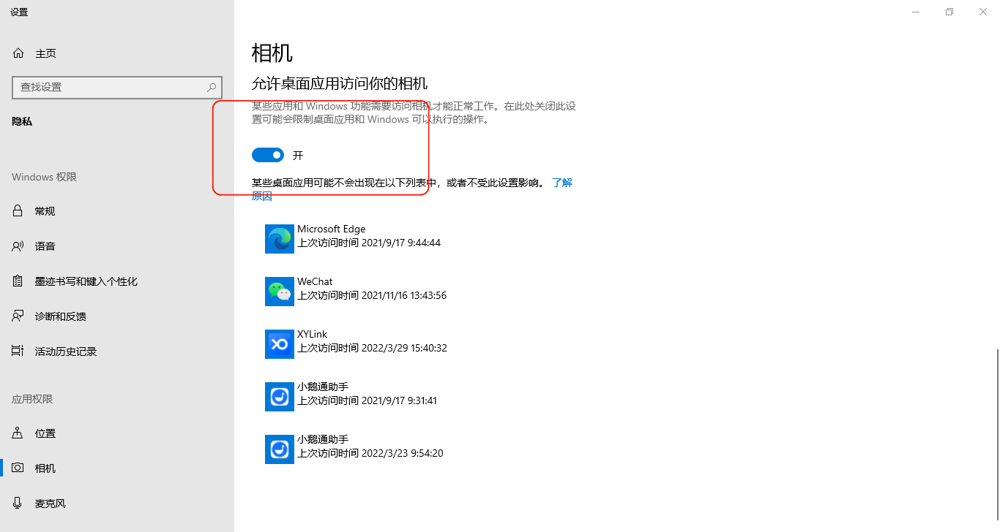 设置
主页
查找设置
隐私
Windows 权限
常规
语音
墨迹书写和键入个性化
诊断和反馈
活动历史记录
应用权限
位置
相机
麦克风
相机
允许桌面应用访问你的相机
某些应用和 Windows 功能需要访问相机才能正常工作。在此处关闭此设
置可能会限制桌面应用和 Windows 可以执行的操作。
开
某些桌面应用可能不会出现在以下列表中，或者不受此设置影响。 了解
原因
Microsoft Edge
上次访问时间 2021/9/17 9:44:44
WeChat
上次访问时间 2021/11/16 13:43:56
XYLink
上次访问时间 2022/3/29 15:40:32
小鹅通助手
上次访问时间 2021/9/17 9:31:41
小鹅通助手
上次访问时间 2022/3/23 9:54:20